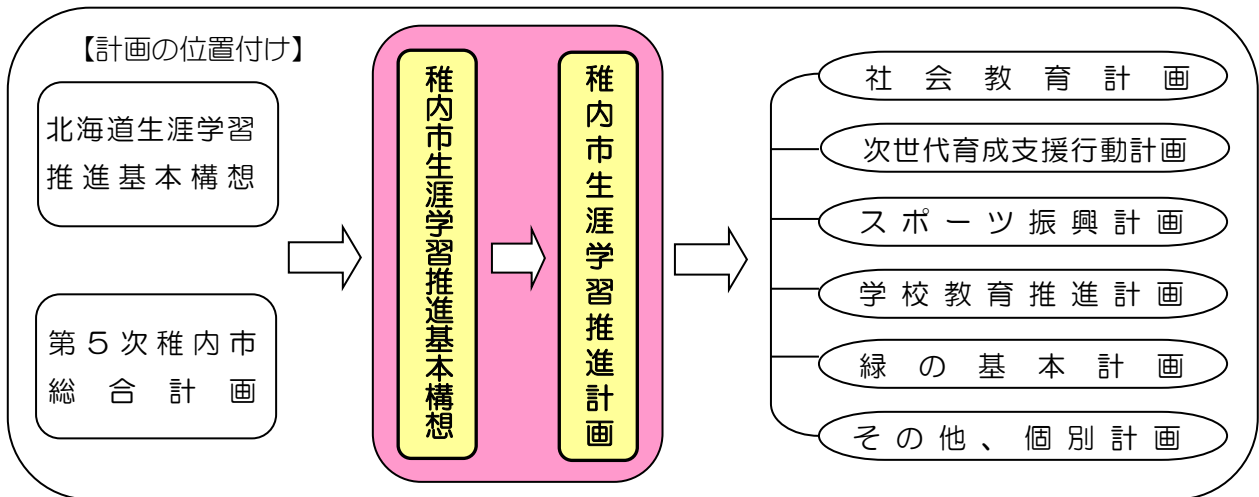 【計画の位置付け】
北海道生涯学習
推進基本構想
第5次稚内市
総合計画
稚内市生涯学習推進基本構想
稚内市生涯学習推進計画
社会教育計画
次世代育成支援行動計画
スポーツ振興計画
学校教育推進計画
緑の基本計画
その他、個別計画